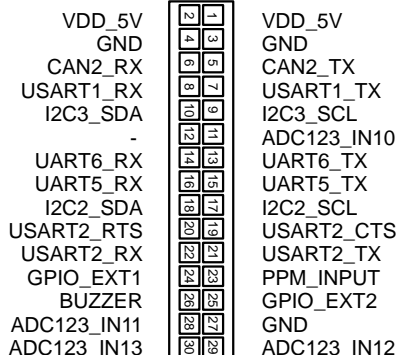 VDD_5V 2 1 VDD_5V
GND 4 3 GND
CAN2_RX 6 5 CAN2_TX
USART1_RX 8 7 USART1_TX
I2C3_SDA 10 9 I2C3_SCL
- 12 11 ADC123_IN10
UART6_RX 14 13 UART6_TX
UART5_RX 16 15 UART5_TX
I2C2_SDA 18 17 I2C2_SCL
USART2_RTS 20 19 USART2_CTS
USART2_RX 22 21 USART2_TX
GPIO_EXT1 24 23 PPM_INPUT
BUZZER 26 25 GPIO_EXT2
ADC123_IN11 28 27 GND
ADC123_IN13 30 29 ADC123_IN12